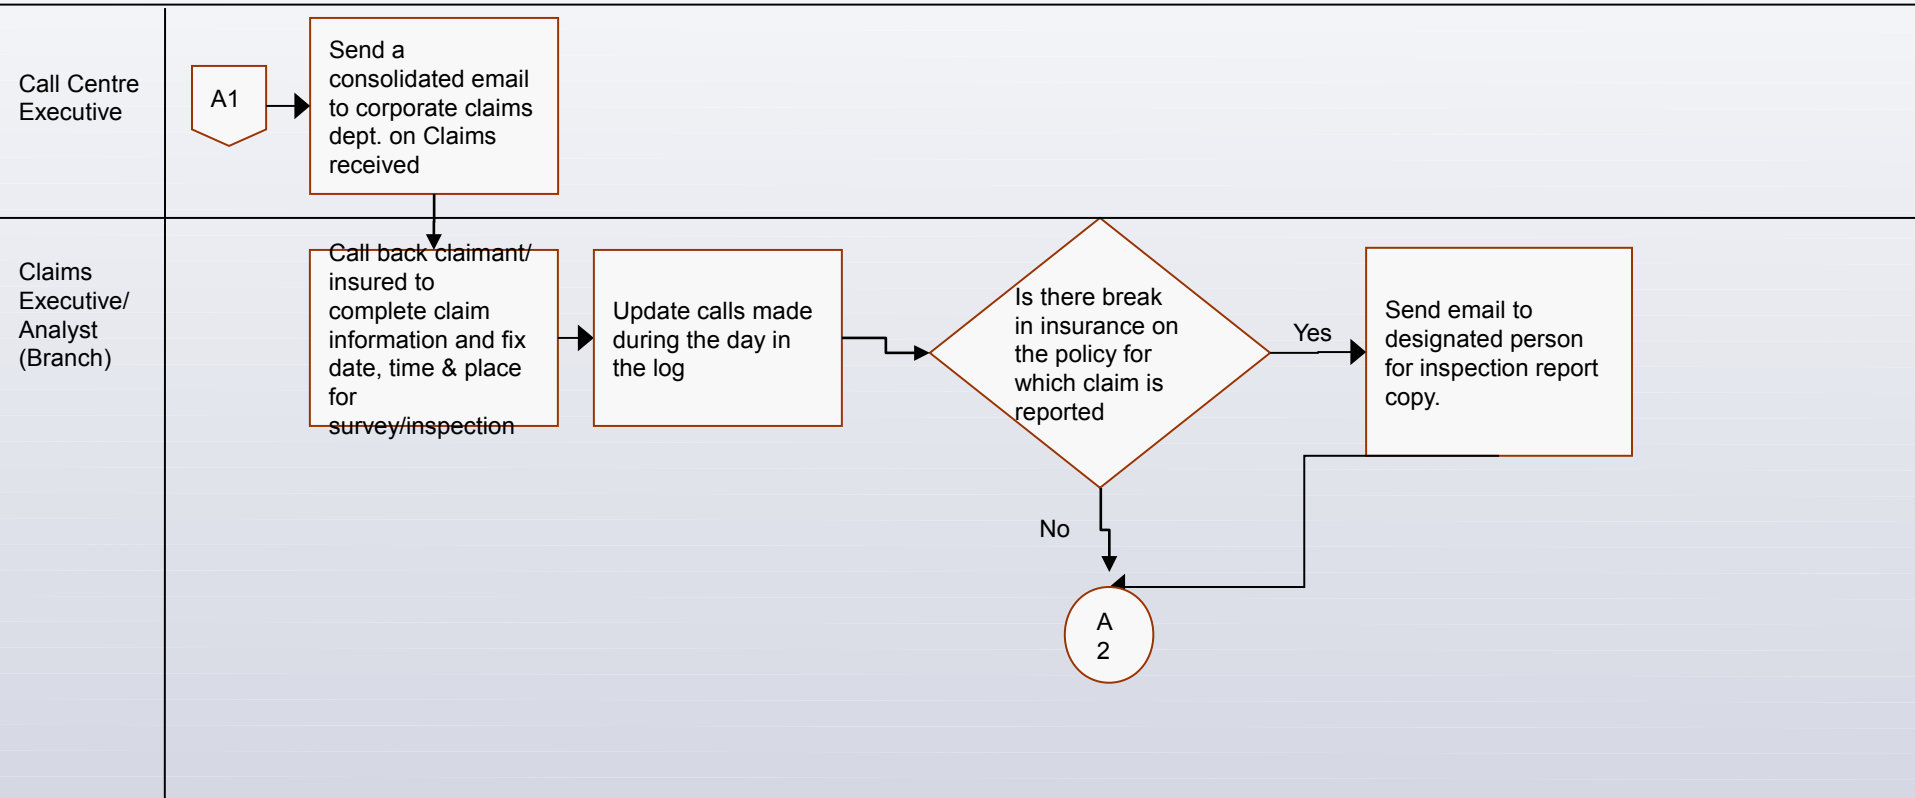 Call Centre
Executive
A1
Send a
consolidated email
to corporate claims
dept. on Claims
received
Claims
Executive/
Analyst
(Branch)
Call back claimant/
insured to
complete claim
information and fix
date, time & place
for
survey/inspection
Update calls made
during the day in
the log
Is there break
in insurance on
the policy for
which claim is
reported
Yes
Send email to
designated person
for inspection report
copy.
No
A
2